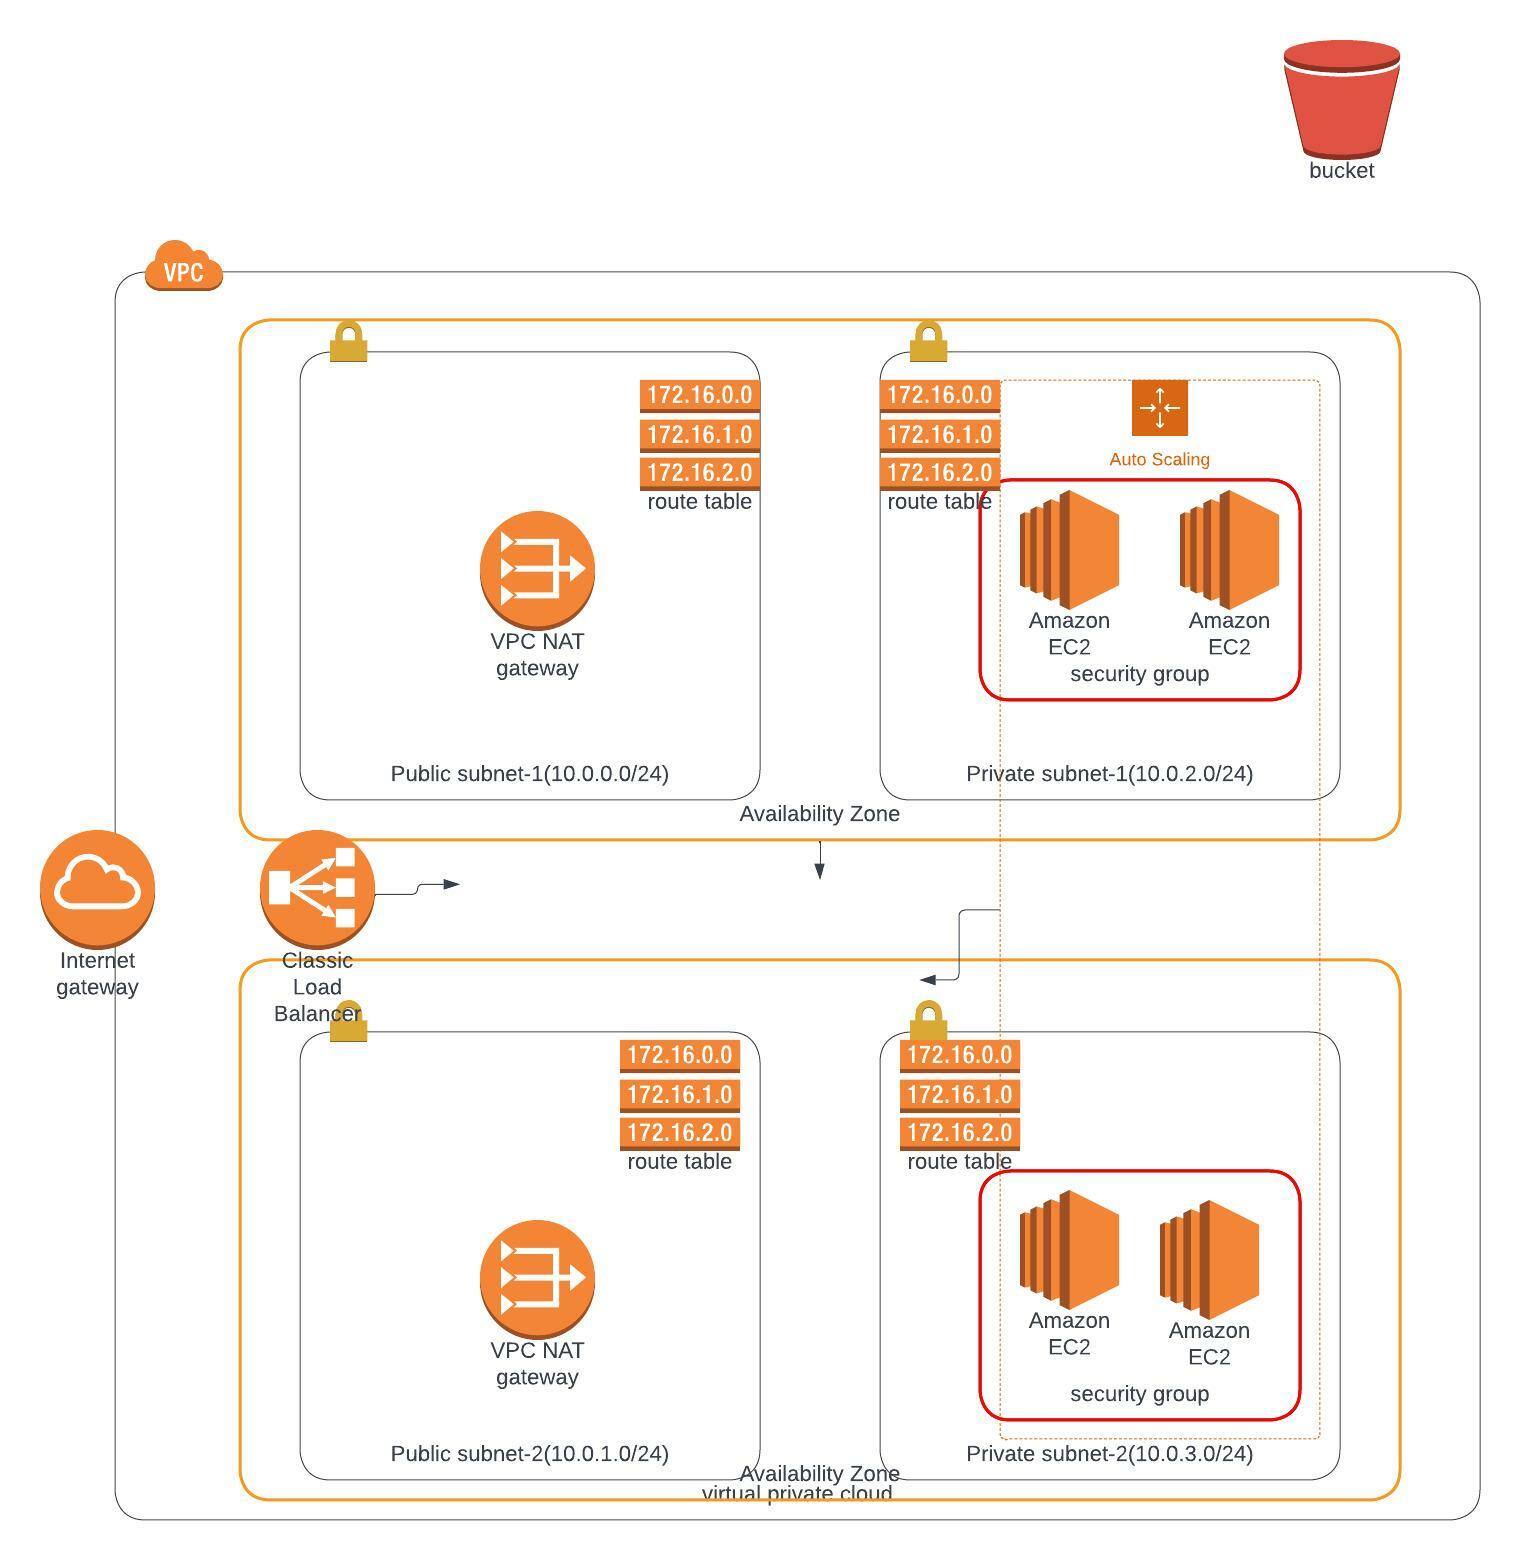 bucket
VPC
172.16.0.0
172.16.1.0
172.16.2.0
route table
172.16.0.0
172.16.1.0
172.16.2.0
route table
Auto Scaling
VPC NAT
gateway
Amazon
EC2
Amazon
EC2
security group
Public subnet-1(10.0.0.0/24)
Private subnet-1(10.0.2.0/24)
Availability Zone
Internet
gateway
Classic
Load
Balancer
172.16.0.0
172.16.1.0
172.16.2.0
route table
172.16.0.0
172.16.1.0
172.16.2.0
route table
VPC NAT
gateway
Amazon
EC2
Amazon
EC2
security group
Public subnet-2(10.0.1.0/24)
Private subnet-2(10.0.3.0/24)
Availability Zone
virtual private cloud